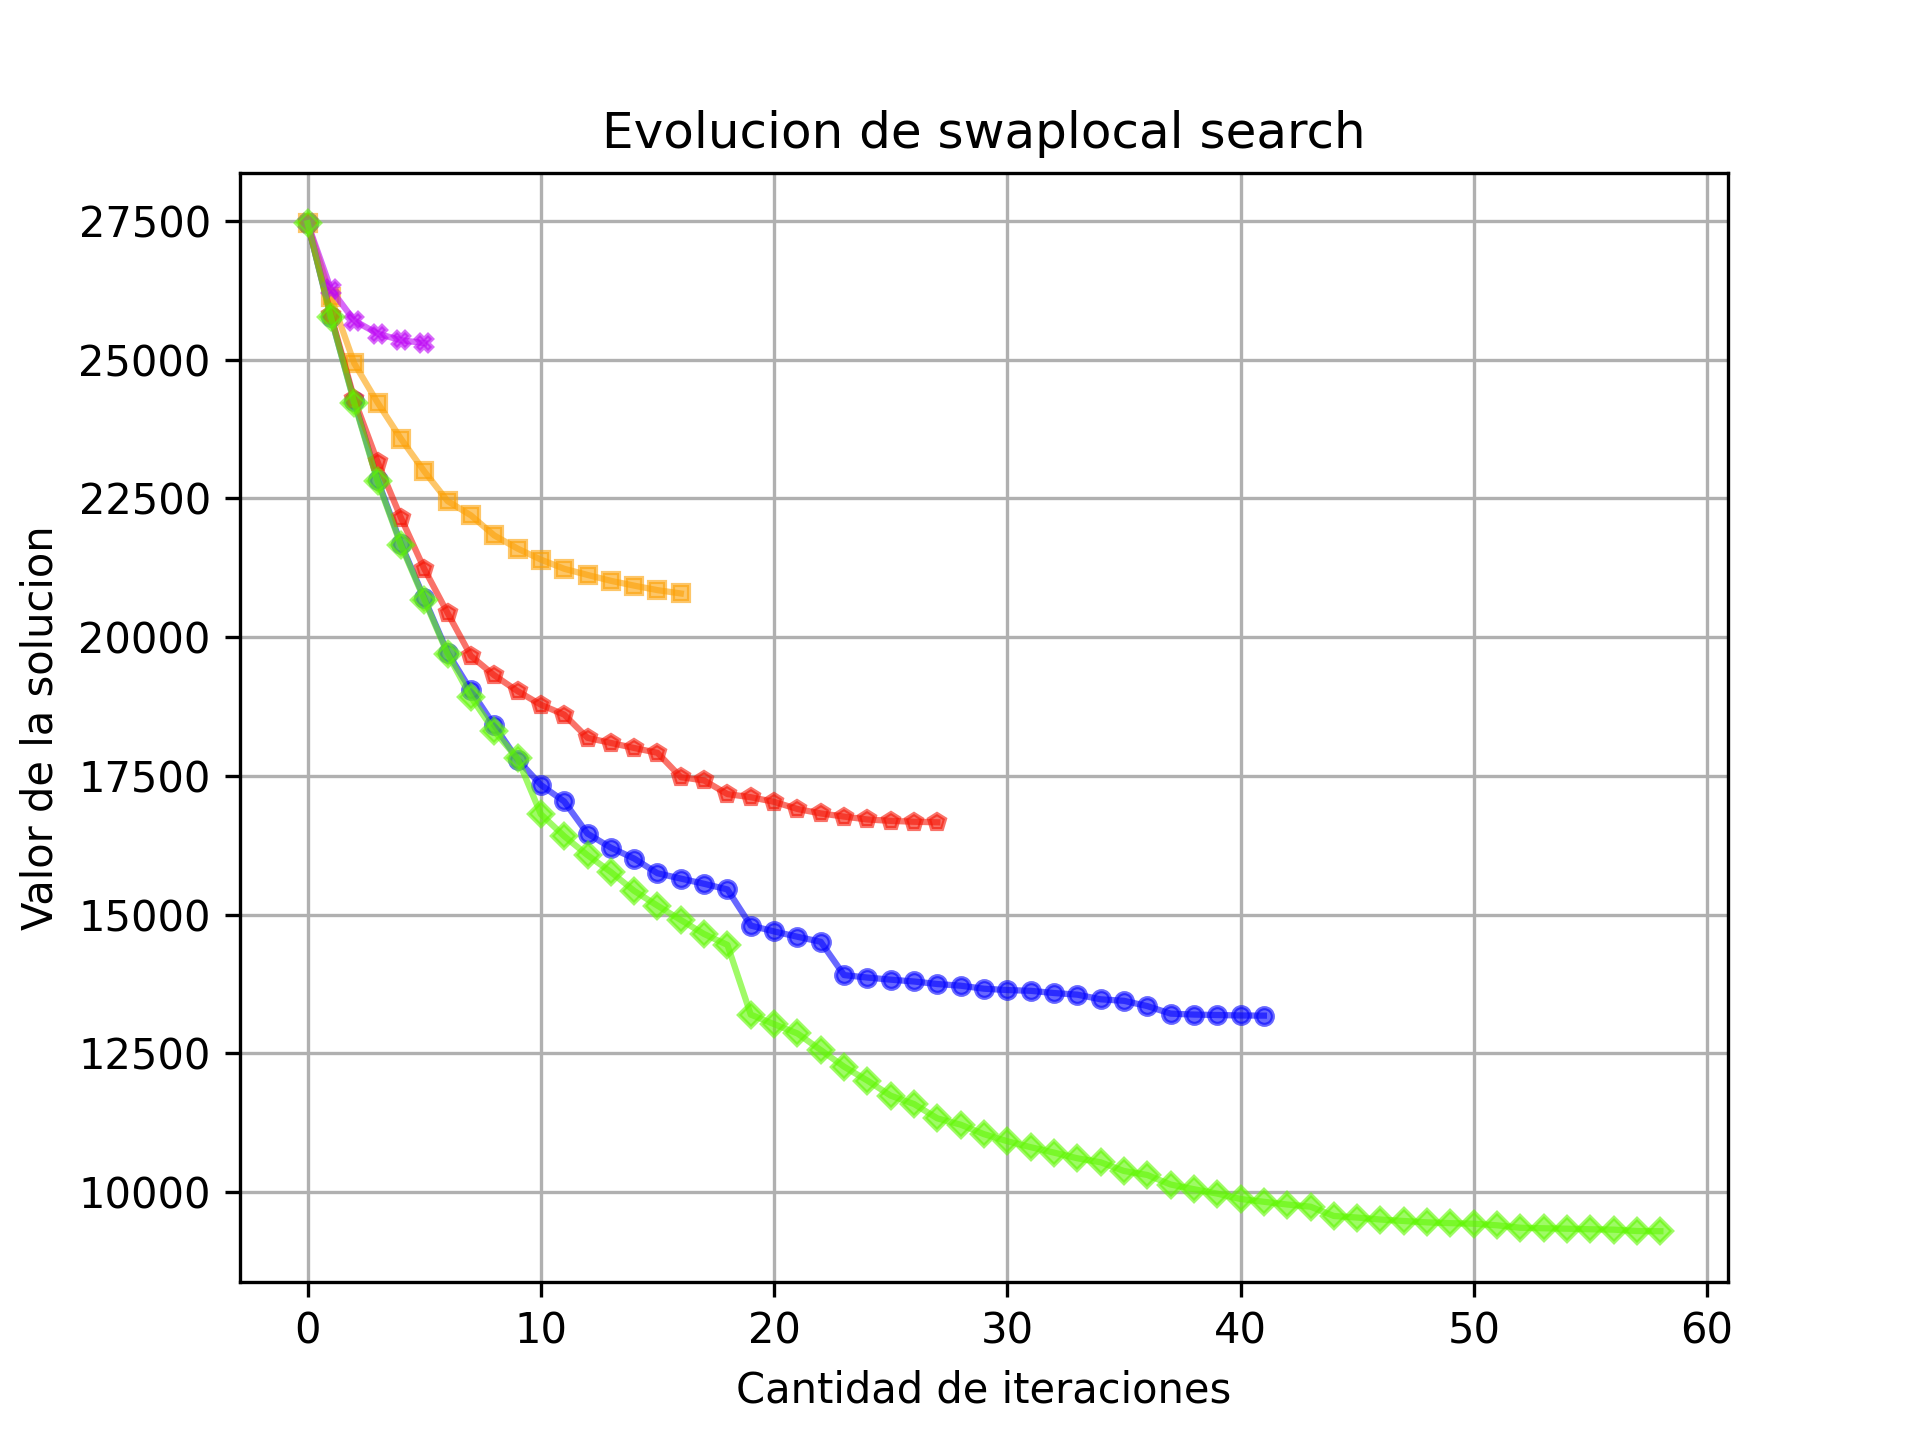 Evolucion de swaplocal search
27500
25000
22500
20000
17500
15000
12500
10000
Valor de la solucion
0 10 20 30 40 50 60
Cantidad de iteraciones